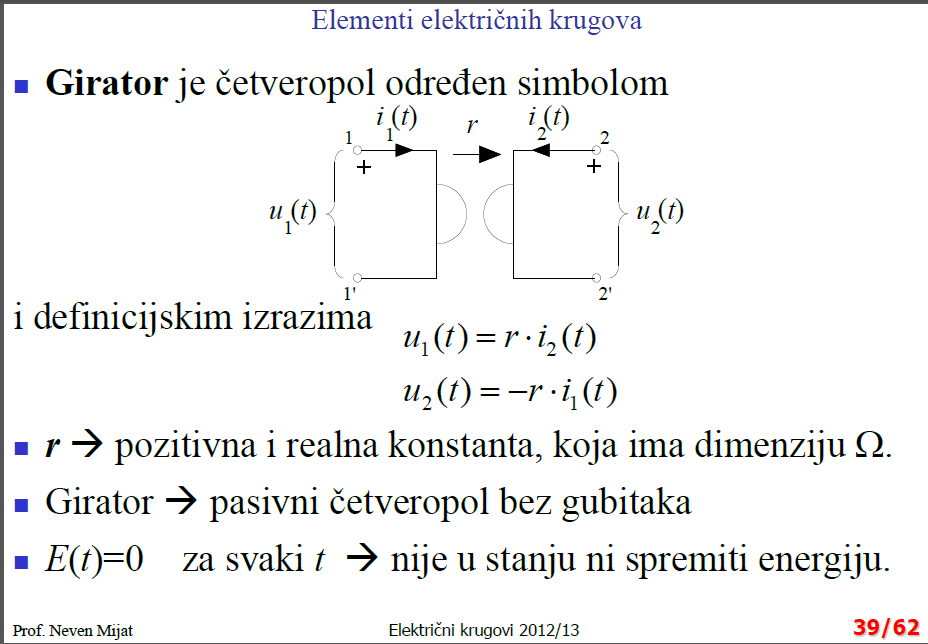 Elementi električnih krugova
Girator je četveropol određen simbolom
i₁(t) r i₂(t)
1 2
+ +
u₁(t) u₂(t)
1' 2'
i definicijskim izrazima
u₁(t) = r · i₂(t)
u₂(t) = −r · i₁(t)
r → pozitivna i realna konstanta, koja ima dimenziju Ω.
Girator → pasivni četveropol bez gubitaka
E(t)=0 za svaki t → nije u stanju ni spremiti energiju.
Prof. Neven Mijat Električni krugovi 2012/13 39/62